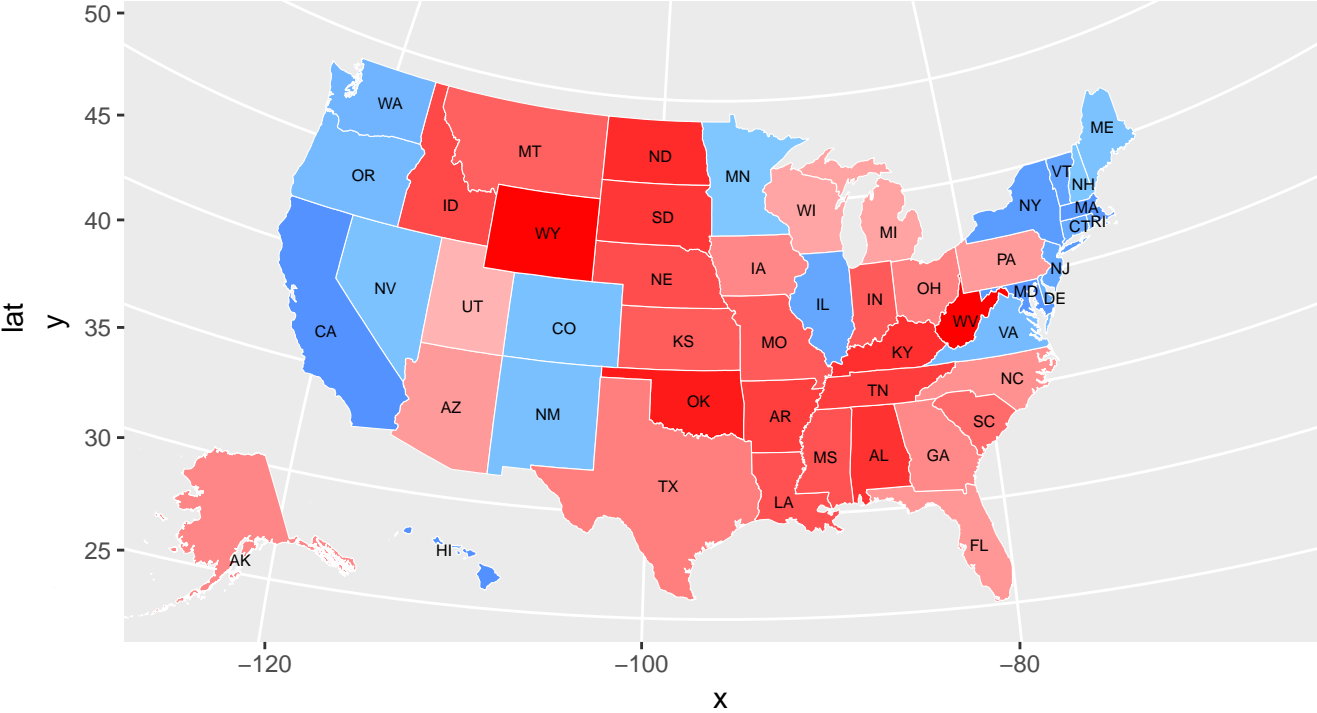 50
45
40
35
30
25
lat
y
WA
MT
ND
MN
ME
OR
ID
SD
WI
MI
VT
NH
NY
MA
CT
RI
WY
NE
IA
PA
NJ
NV
UT
CO
IL
IN
OH
MD
DE
CA
KS
MO
WV
VA
KY
AZ
NM
OK
AR
TN
NC
SC
TX
LA
MS
AL
GA
FL
AK
HI
−120
−100
−80
x